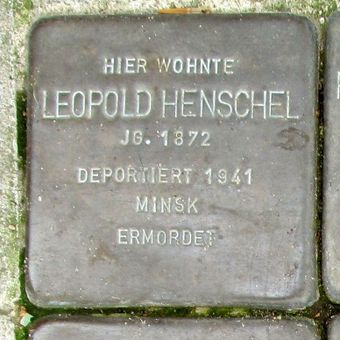 HIER WOHNTE
LEOPOLD HENSCHEL
JG. 1872
DEPORTIERT 1941
MINSK
ERMORDET